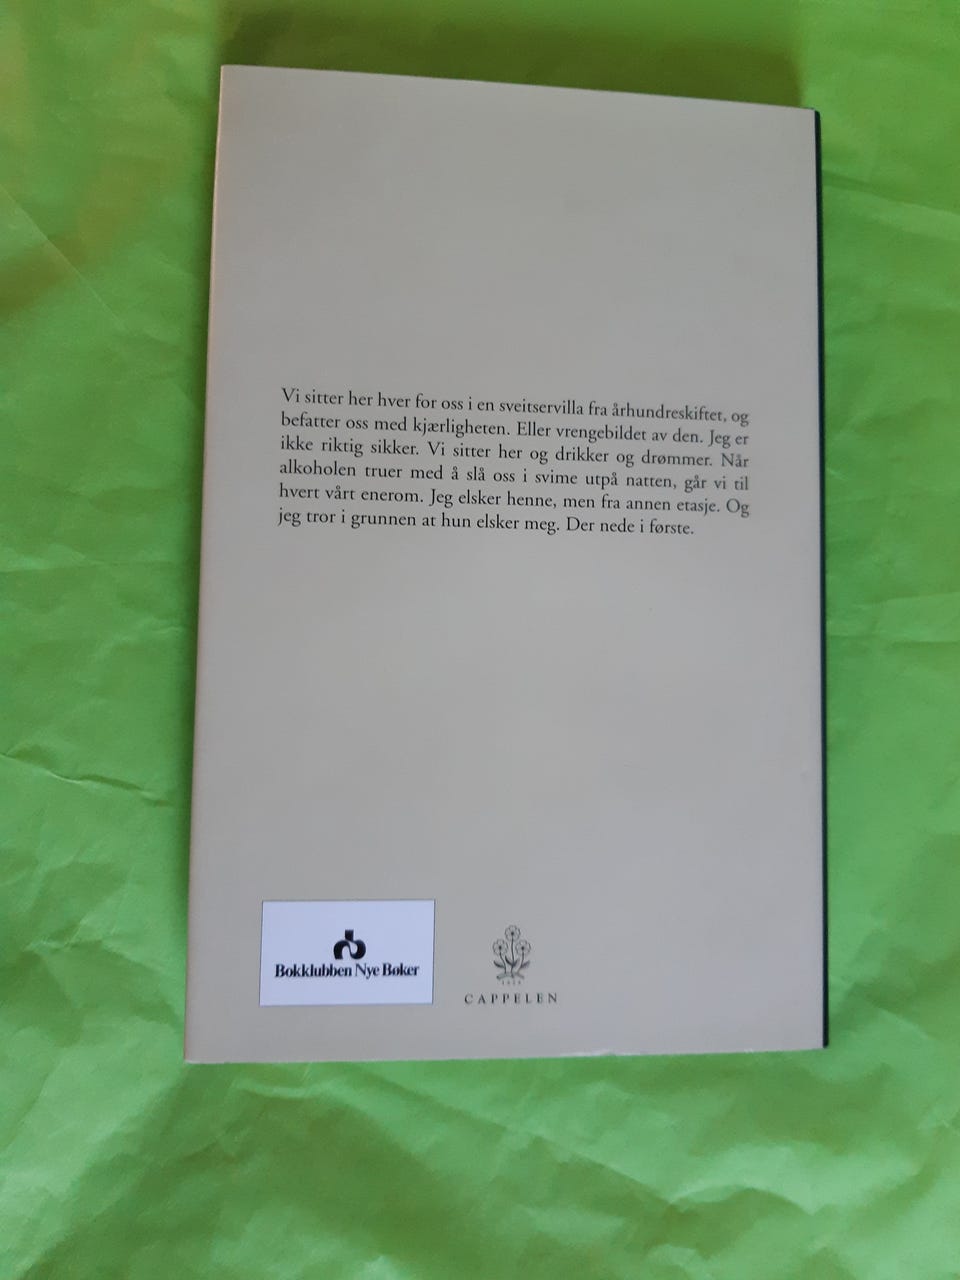 Vi sitter her hver for oss i en sveitservilla fra århundreskiftet, og
befatter oss med kjærligheten. Eller vrengebildet av den. Jeg er
ikke riktig sikker. Vi sitter her og drikker og drømmer. Når
alkoholen truer med å slå oss i svime utpå natten, går vi til
hvert vårt enerom. Jeg elsker henne, men fra annen etasje. Og
jeg tror i grunnen at hun elsker meg. Der nede i første.
Bokklubben Nye Bøker
CAPPELEN